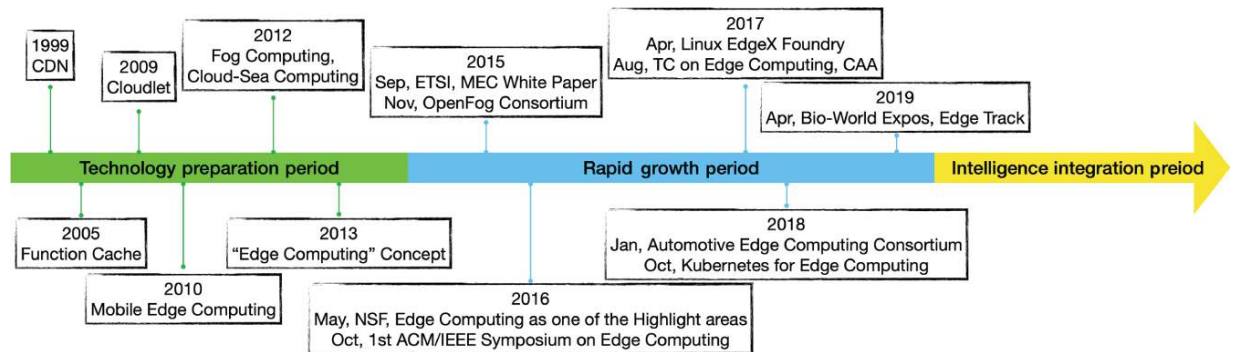 1999
CDN
2009
Cloudlet
2012
Fog Computing,
Cloud-Sea Computing
2015
Sep, ETSI, MEC White Paper
Nov, OpenFog Consortium
2017
Apr, Linux EdgeX Foundry
Aug, TC on Edge Computing, CAA
2019
Apr, Bio-World Expos, Edge Track
Technology preparation period
Rapid growth period
Intelligence integration preiod
2005
Function Cache
2010
Mobile Edge Computing
2013
“Edge Computing” Concept
2016
May, NSF, Edge Computing as one of the Highlight areas
Oct, 1st ACM/IEEE Symposium on Edge Computing
2018
Jan, Automotive Edge Computing Consortium
Oct, Kubernetes for Edge Computing